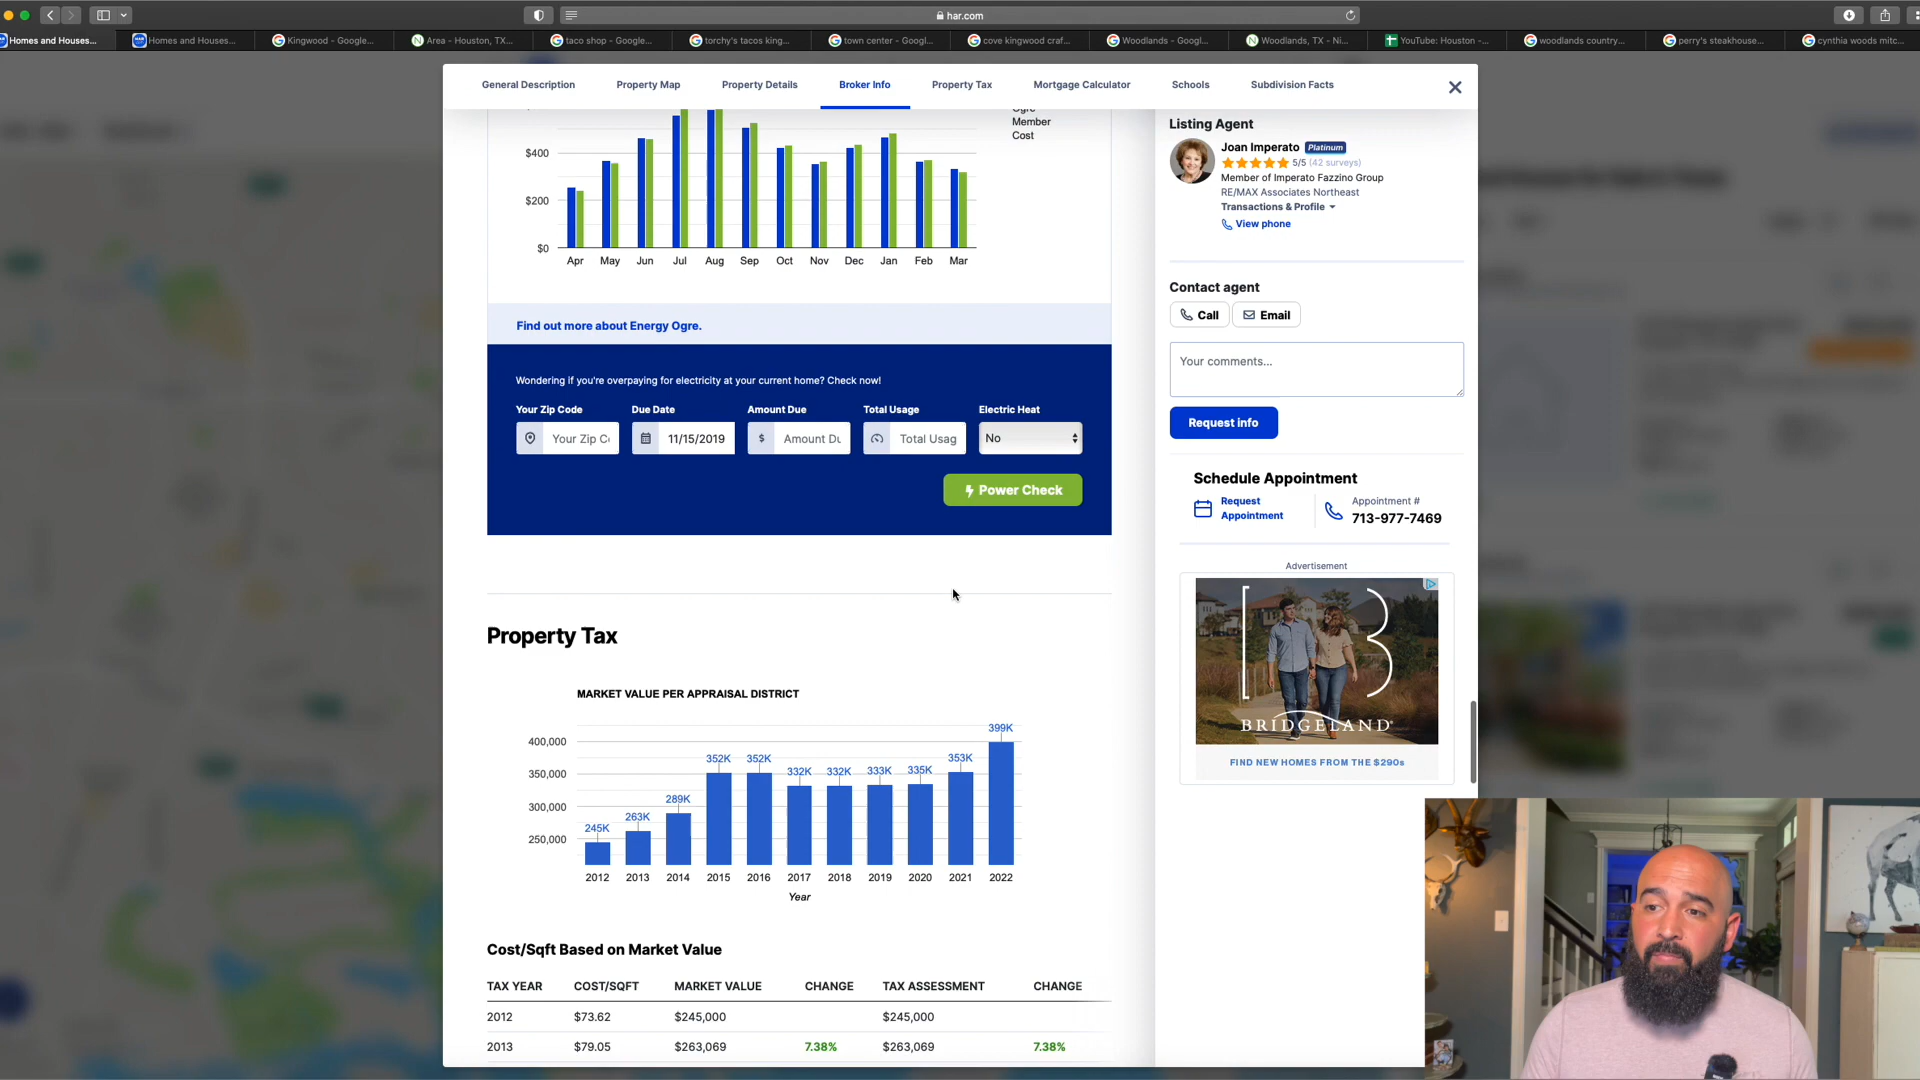 har.com
Homes and Houses...
Homes and Houses...
Kingwood - Google...
Area - Houston, TX...
taco shop - Google...
torchy's tacos king...
town center - Googl...
cove kingwood craf...
Woodlands - Googl...
Woodlands, TX - Ni...
YouTube: Houston -...
woodlands country...
perry's steakhouse...
cynthia woods mitc...
General Description
Property Map
Property Details
Broker Info
Property Tax
Mortgage Calculator
Schools
Subdivision Facts
Ogre
Member
Cost
$400
$200
$0
Apr May Jun Jul Aug Sep Oct Nov Dec Jan Feb Mar
Find out more about Energy Ogre.
Wondering if you're overpaying for electricity at your current home? Check now!
Your Zip Code Due Date Amount Due Total Usage Electric Heat
Your Zip C 11/15/2019 $ Amount Du Total Usag No
Power Check
Property Tax
MARKET VALUE PER APPRAISAL DISTRICT
400,000
350,000
300,000
250,000
245K 263K 289K 352K 352K 332K 332K 333K 335K 353K 399K
2012 2013 2014 2015 2016 2017 2018 2019 2020 2021 2022
Year
Cost/Sqft Based on Market Value
TAX YEAR COST/SQFT MARKET VALUE CHANGE TAX ASSESSMENT CHANGE
2012 $73.62 $245,000 $245,000
2013 $79.05 $263,069 7.38% $263,069 7.38%
Listing Agent
Joan Imperato Platinum
5/5 (42 surveys)
Member of Imperato Fazzino Group
RE/MAX Associates Northeast
Transactions & Profile
View phone
Contact agent
Call Email
Your comments...
Request info
Schedule Appointment
Request
Appointment
Appointment #
713-977-7469
Advertisement
BRIDGELAND
FIND NEW HOMES FROM THE $290s